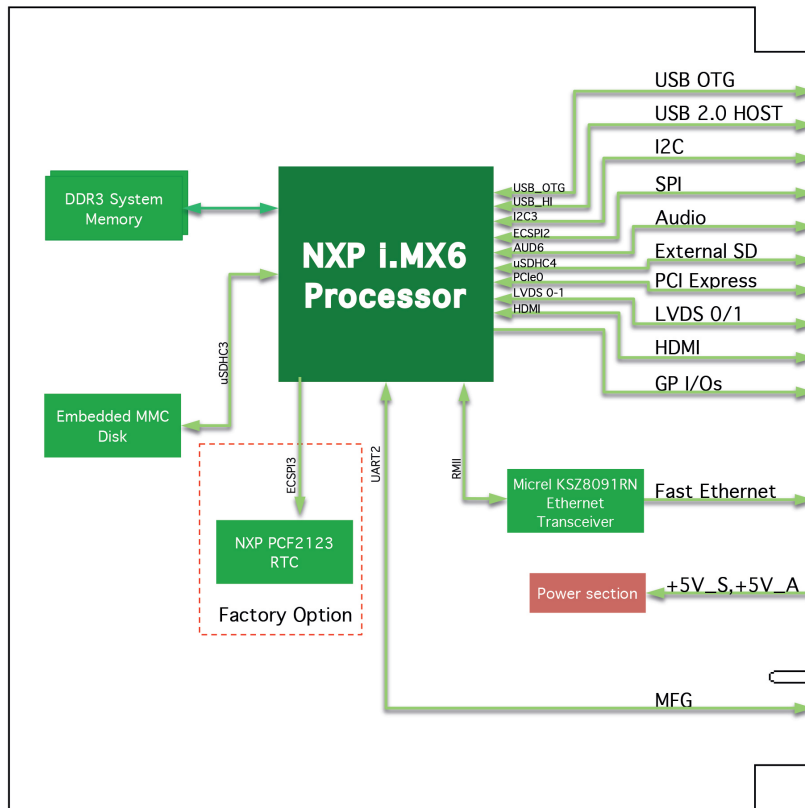 USB OTG
USB 2.0 HOST
I2C
SPI
Audio
External SD
PCI Express
LVDS 0/1
HDMI
GP I/Os
USB_OTG
USB_HI
I2C3
ECSPI2
AUD6
uSDHC4
PCIe0
LVDS 0-1
HDMI
DDR3 System
Memory
NXP i.MX6
Processor
uSDHC3
Embedded MMC
Disk
ECSPI3
UART2
RMII
NXP PCF2123
RTC
Factory Option
Micrel KSZ8091RN
Ethernet
Transceiver
Fast Ethernet
Power section
+5V_S,+5V_A
MFG